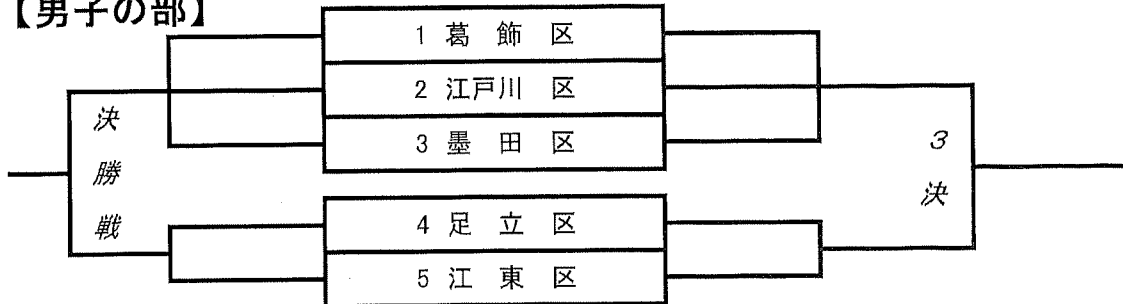 【男子の部】
1 葛飾区
2 江戸川区
3 墨田区
4 足立区
5 江東区
決勝戦
3決